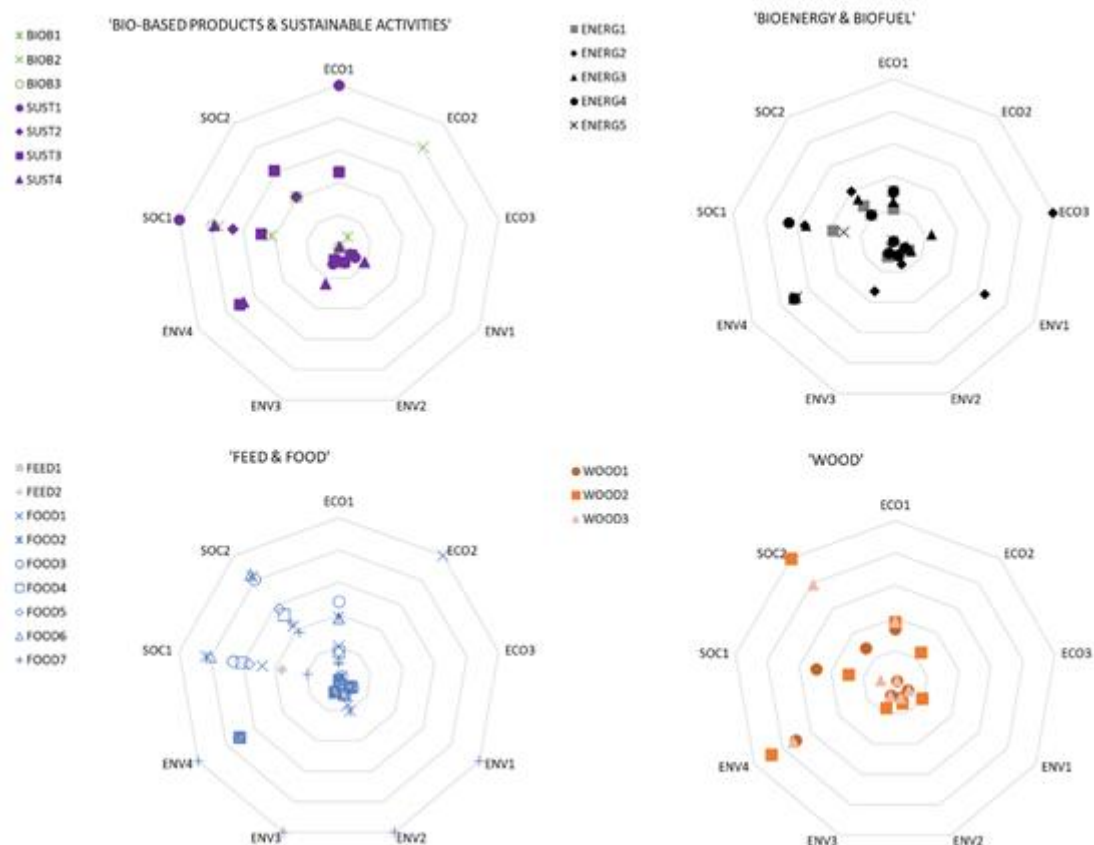 'BIO-BASED PRODUCTS & SUSTAINABLE ACTIVITIES'
BIOB1
BIOB2
BIOB3
SUST1
SUST2
SUST3
SUST4
ECO1
ECO2
ECO3
ENV1
ENV2
ENV3
ENV4
SOC1
SOC2
'BIOENERGY & BIOFUEL'
ENERG1
ENERG2
ENERG3
ENERG4
ENERG5
ECO1
ECO2
ECO3
ENV1
ENV2
ENV3
ENV4
SOC1
SOC2
'FEED & FOOD'
FEED1
FEED2
FOOD1
FOOD2
FOOD3
FOOD4
FOOD5
FOOD6
FOOD7
ECO1
ECO2
ECO3
ENV1
ENV2
ENV3
ENV4
SOC1
SOC2
'WOOD'
WOOD1
WOOD2
WOOD3
ECO1
ECO2
ECO3
ENV1
ENV2
ENV3
ENV4
SOC1
SOC2